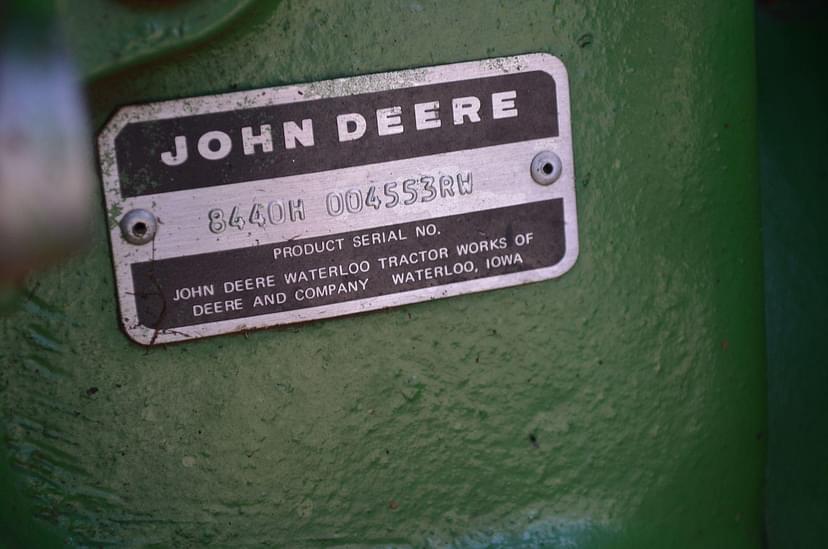 JOHN DEERE
8440H 004553RW
PRODUCT SERIAL NO.
JOHN DEERE WATERLOO TRACTOR WORKS OF
DEERE AND COMPANY WATERLOO, IOWA